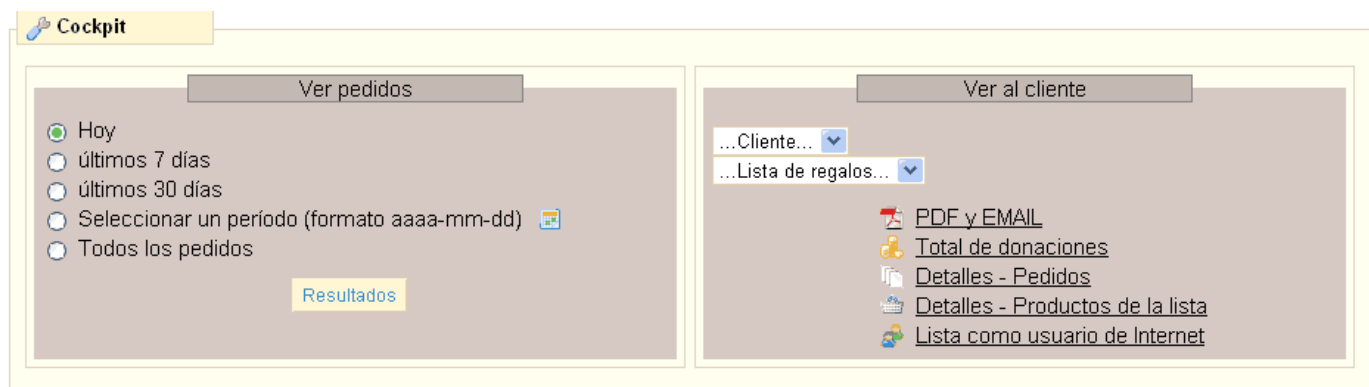 Cockpit
Ver pedidos
Hoy
últimos 7 días
últimos 30 días
Seleccionar un período (formato aaaa-mm-dd)
Todos los pedidos
Resultados
Ver al cliente
...Cliente...
...Lista de regalos...
PDF y EMAIL
Total de donaciones
Detalles - Pedidos
Detalles - Productos de la lista
Lista como usuario de Internet